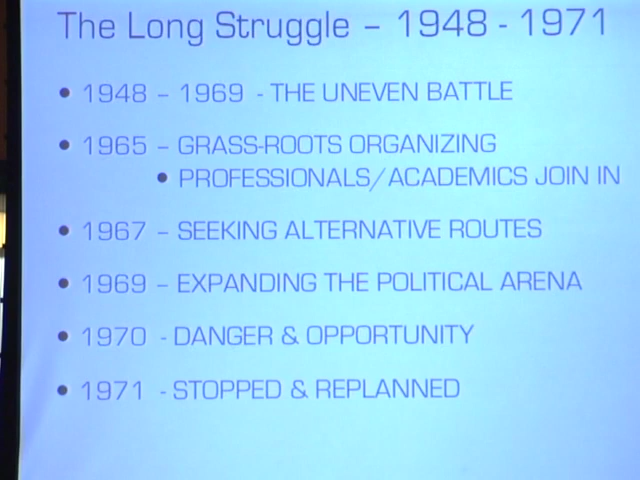 The Long Struggle – 1948 - 1971
• 1948 – 1969 - THE UNEVEN BATTLE
• 1965 – GRASS-ROOTS ORGANIZING
• PROFESSIONALS/ACADEMICS JOIN IN
• 1967 – SEEKING ALTERNATIVE ROUTES
• 1969 – EXPANDING THE POLITICAL ARENA
• 1970 - DANGER & OPPORTUNITY
• 1971 - STOPPED & REPLANNED